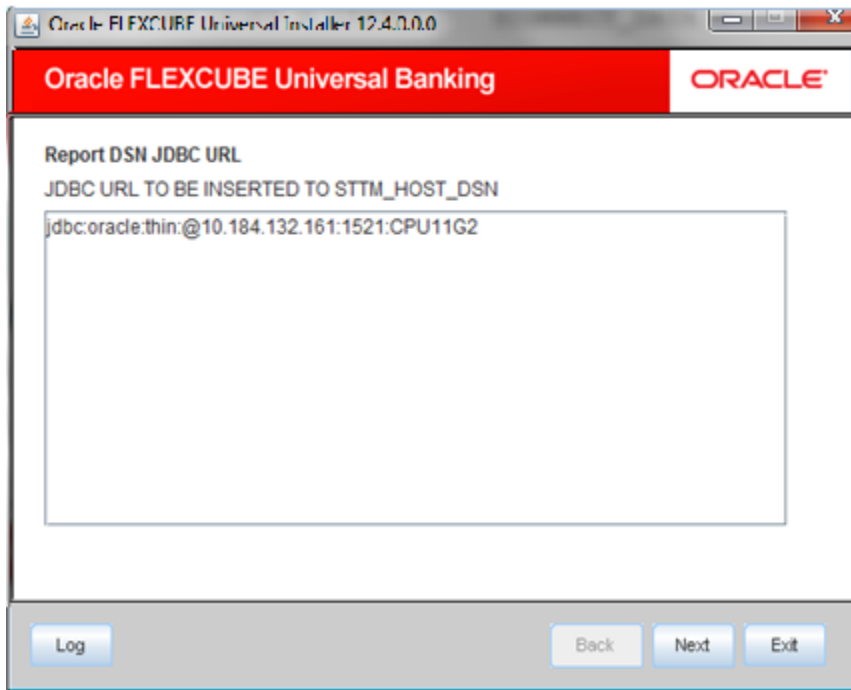 Oracle FLEXCUBE Universal Installer 12.4.0.0.0
Oracle FLEXCUBE Universal Banking
ORACLE
Report DSN JDBC URL
JDBC URL TO BE INSERTED TO STTM_HOST_DSN
jdbc:oracle:thin:@10.184.132.161:1521:CPU11G2
Log
Back
Next
Exit